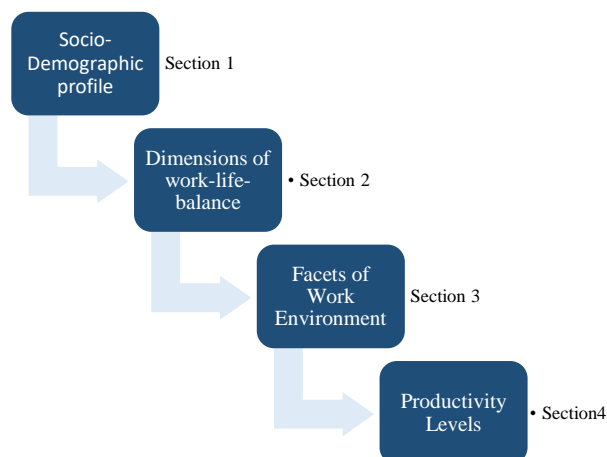 Socio-
Demographic
profile
Section 1
Dimensions of
work-life-
balance
• Section 2
Facets of
Work
Environment
Section 3
Productivity
Levels
• Section4